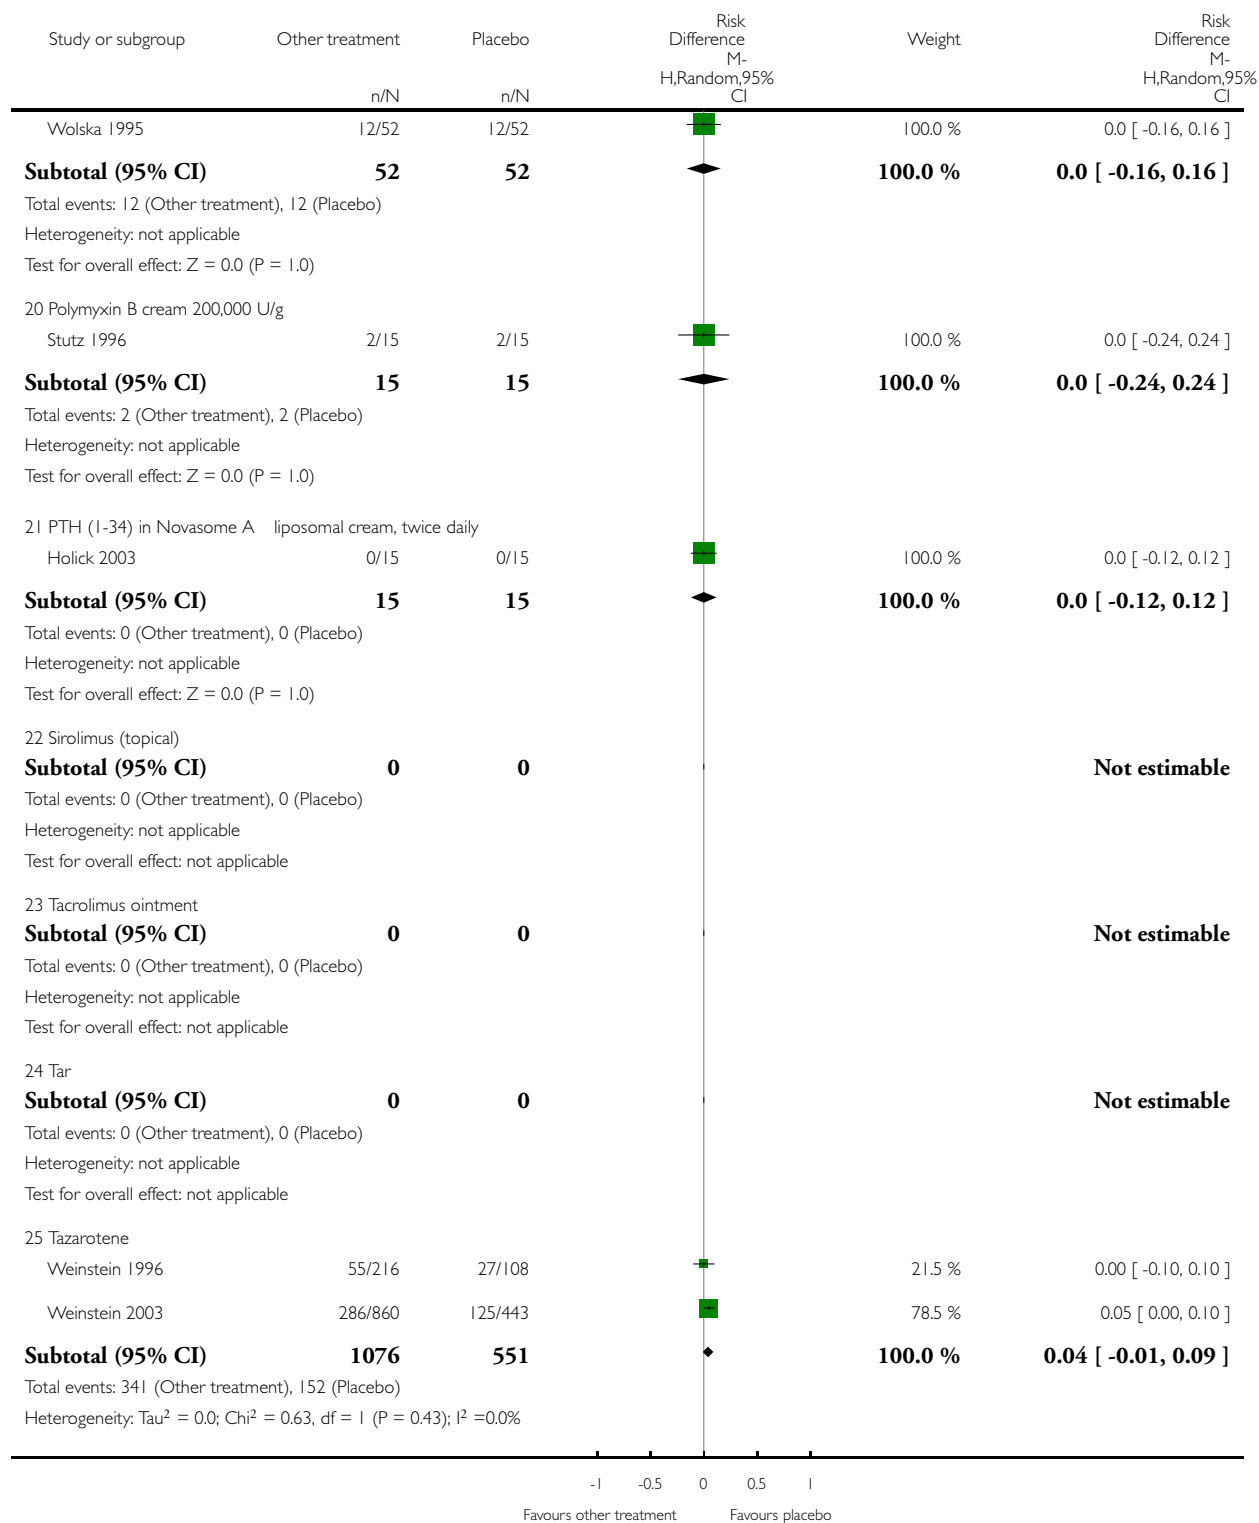 Study or subgroup Other treatment Placebo Risk Difference Weight Risk Difference
M-H,Random,95% CI M-H,Random,95% CI
n/N n/N
Wolska 1995 12/52 12/52 100.0 % 0.0 [ -0.16, 0.16 ]
Subtotal (95% CI) 52 52 100.0 % 0.0 [ -0.16, 0.16 ]
Total events: 12 (Other treatment), 12 (Placebo)
Heterogeneity: not applicable
Test for overall effect: Z = 0.0 (P = 1.0)
20 Polymyxin B cream 200,000 U/g
Stutz 1996 2/15 2/15 100.0 % 0.0 [ -0.24, 0.24 ]
Subtotal (95% CI) 15 15 100.0 % 0.0 [ -0.24, 0.24 ]
Total events: 2 (Other treatment), 2 (Placebo)
Heterogeneity: not applicable
Test for overall effect: Z = 0.0 (P = 1.0)
21 PTH (1-34) in Novasome A liposomal cream, twice daily
Holick 2003 0/15 0/15 100.0 % 0.0 [ -0.12, 0.12 ]
Subtotal (95% CI) 15 15 100.0 % 0.0 [ -0.12, 0.12 ]
Total events: 0 (Other treatment), 0 (Placebo)
Heterogeneity: not applicable
Test for overall effect: Z = 0.0 (P = 1.0)
22 Sirolimus (topical)
Subtotal (95% CI) 0 0 Not estimable
Total events: 0 (Other treatment), 0 (Placebo)
Heterogeneity: not applicable
Test for overall effect: not applicable
23 Tacrolimus ointment
Subtotal (95% CI) 0 0 Not estimable
Total events: 0 (Other treatment), 0 (Placebo)
Heterogeneity: not applicable
Test for overall effect: not applicable
24 Tar
Subtotal (95% CI) 0 0 Not estimable
Total events: 0 (Other treatment), 0 (Placebo)
Heterogeneity: not applicable
Test for overall effect: not applicable
25 Tazarotene
Weinstein 1996 55/216 27/108 21.5 % 0.00 [ -0.10, 0.10 ]
Weinstein 2003 286/860 125/443 78.5 % 0.05 [ 0.00, 0.10 ]
Subtotal (95% CI) 1076 551 100.0 % 0.04 [ -0.01, 0.09 ]
Total events: 341 (Other treatment), 152 (Placebo)
Heterogeneity: Tau² = 0.0; Chi² = 0.63, df = 1 (P = 0.43); I² =0.0%
-1 -0.5 0 0.5 1
Favours other treatment Favours placebo